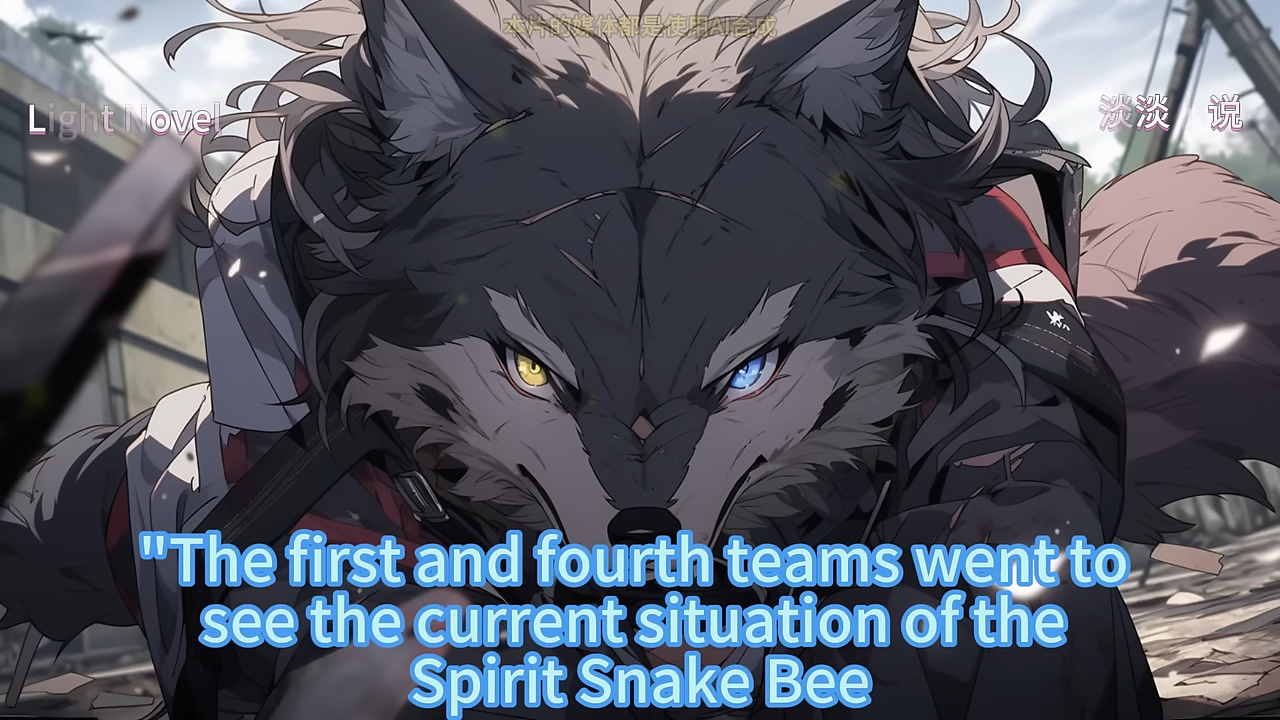 本片的媒体都是使用AI合成
Light Novel
淡淡 说
"The first and fourth teams went to
see the current situation of the
Spirit Snake Bee